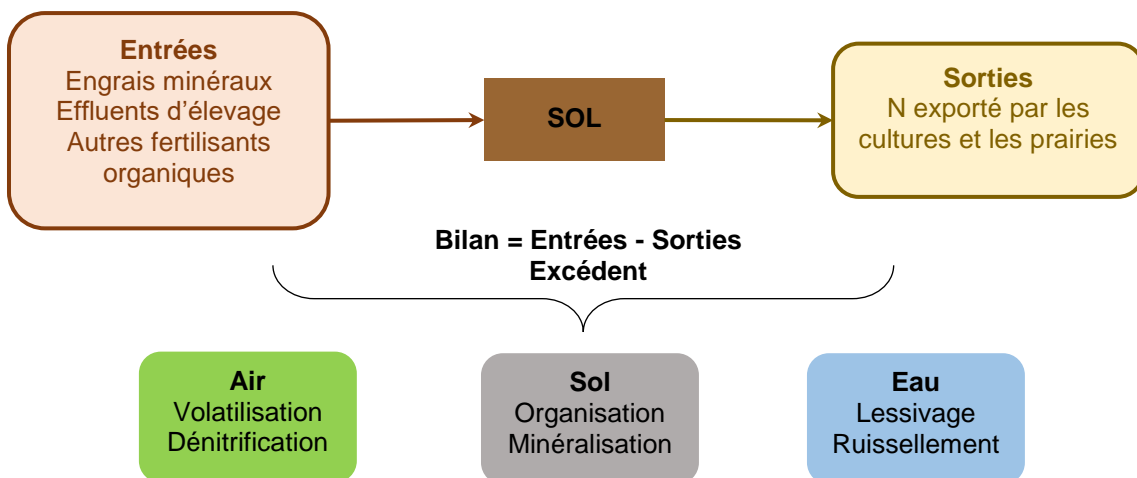 Entrées
Engrais minéraux
Effluents d'élevage
Autres fertilisants
organiques
SOL
Sorties
N exporté par les
cultures et les prairies
Bilan = Entrées - Sorties
Excédent
Air
Volatilisation
Dénitrification
Sol
Organisation
Minéralisation
Eau
Lessivage
Ruissellement